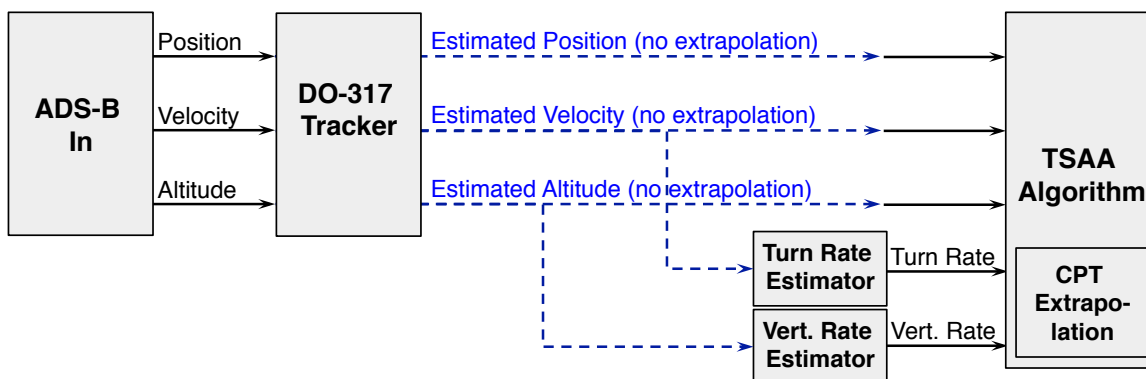 ADS-B
In
Position
Velocity
Altitude
DO-317
Tracker
Estimated Position (no extrapolation)
Estimated Velocity (no extrapolation)
Estimated Altitude (no extrapolation)
Turn Rate
Estimator
Turn Rate
Vert. Rate
Estimator
Vert. Rate
TSAA
Algorithm
CPT
Extrapo-
lation